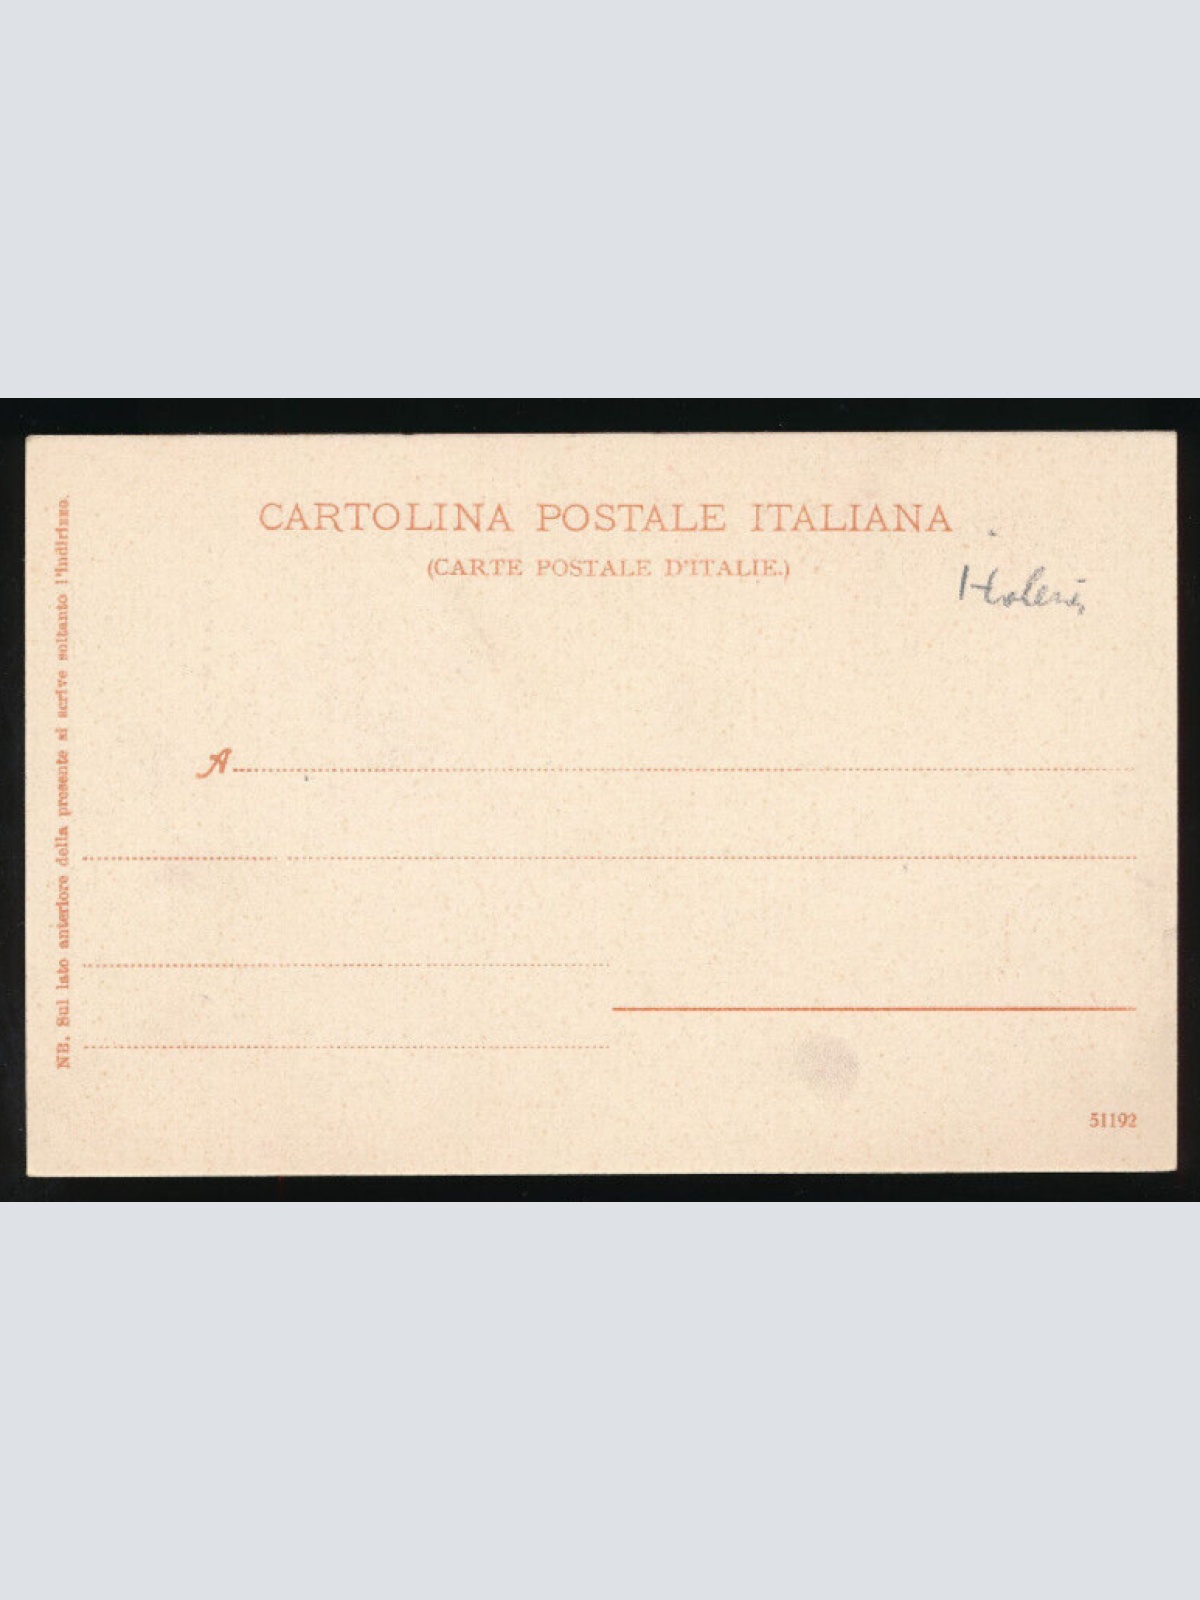 CARTOLINA POSTALE ITALIANA
(CARTE POSTALE D'ITALIE.)
A
NB. Sul lato anteriore della presente si scrive soltanto l'indirizzo.
51192